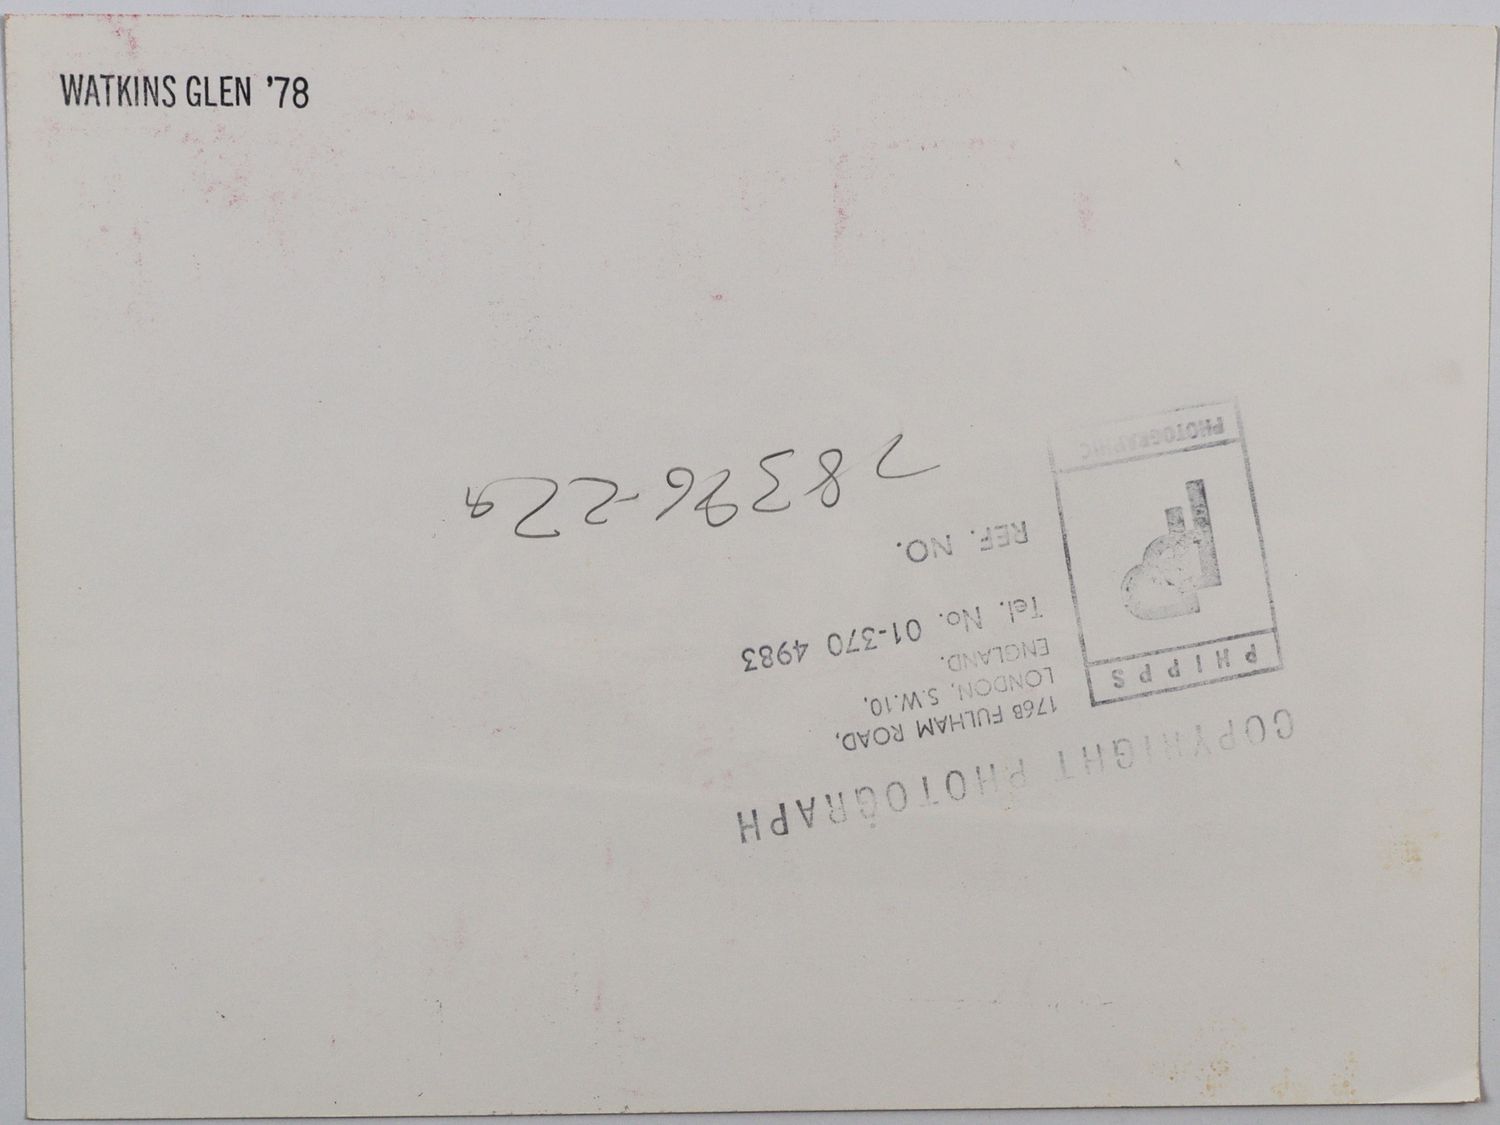 WATKINS GLEN '78
COPYRIGHT PHOTOGRAPH
PHIPPS
PHOTOGRAPHIC
176B FULHAM ROAD,
LONDON, S.W.10,
ENGLAND.
Tel. No. 01-370 4983
REF. NO.
78396-22a